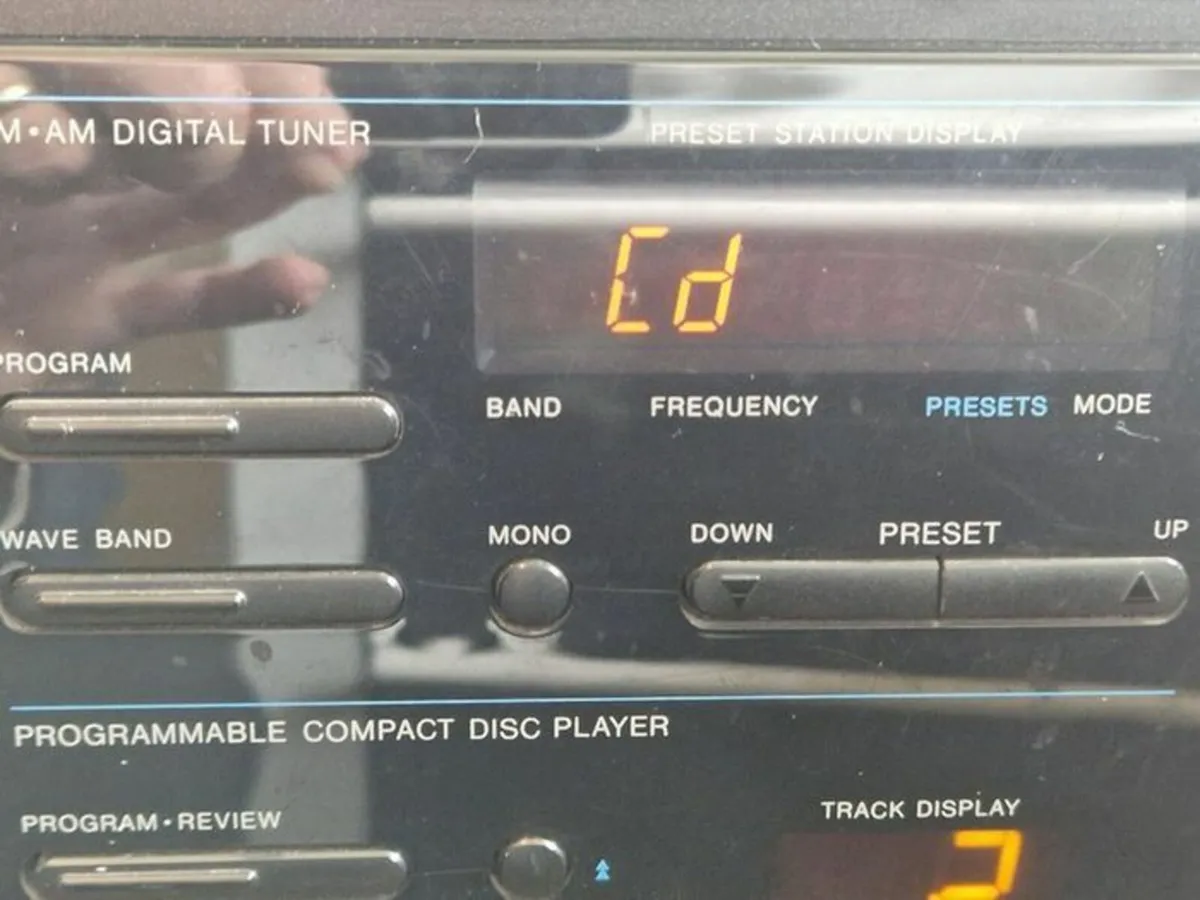 M•AM DIGITAL TUNER
PRESET STATION DISPLAY
Cd
PROGRAM
BAND FREQUENCY PRESETS MODE
WAVE BAND
MONO
DOWN PRESET UP
PROGRAMMABLE COMPACT DISC PLAYER
PROGRAM•REVIEW
TRACK DISPLAY